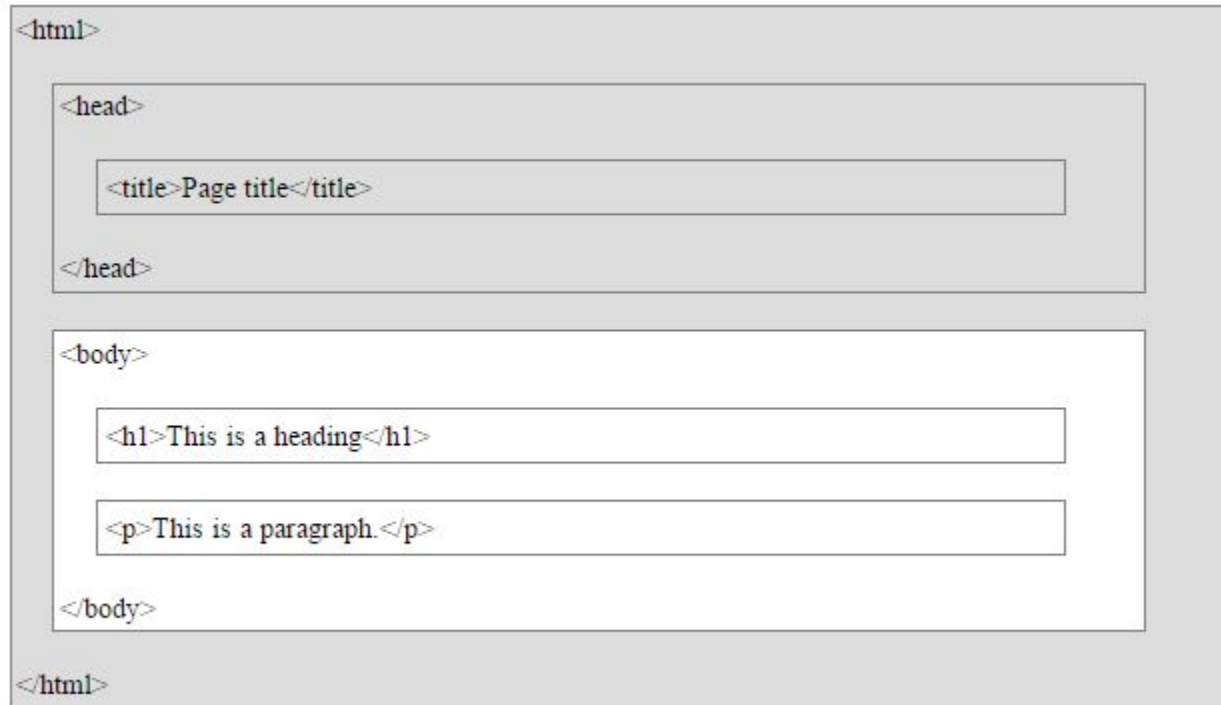 <html>
<head>
<title>Page title</title>
</head>
<body>
<h1>This is a heading</h1>
<p>This is a paragraph.</p>
</body>
</html>